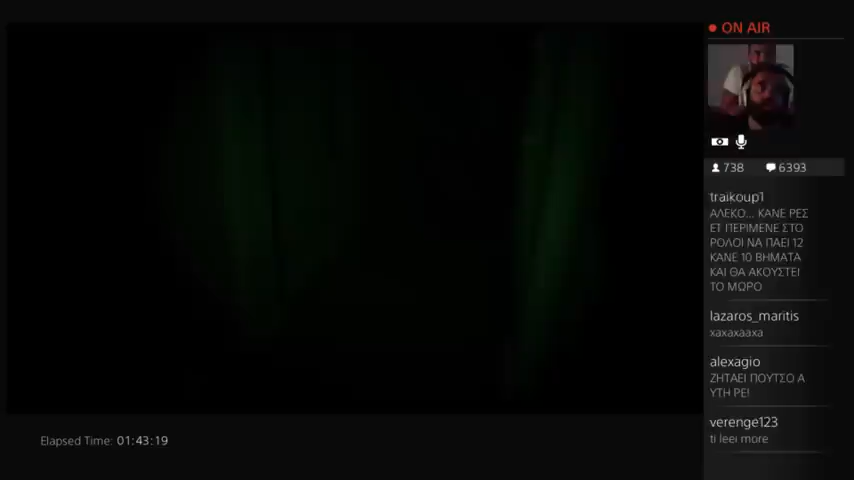 ON AIR
738
6393
traikoup1
ΑΛΕΚΟ... ΚΑΝΕ ΡΕΣ
ΕΤ ΠΕΡΙΜΕΝΕ ΣΤΟ
ΡΟΛΟΙ ΝΑ ΠΑΕΙ 12
ΚΑΝΕ 10 ΒΗΜΑΤΑ
ΚΑΙ ΘΑ ΑΚΟΥΣΤΕΙ
ΤΟ ΜΩΡΟ
lazaros_maritis
xaxaxaaxa
alexagio
ΖΗΤΑΕΙ ΠΟΥΤΣΟ Α
ΥΤΗ ΡΕ!
verenge123
ti leei more
Elapsed Time: 01:43:19